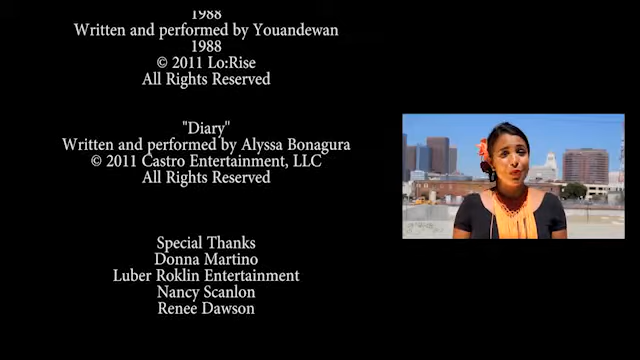 1988
Written and performed by Youandewan
1988
© 2011 Lo:Rise
All Rights Reserved
"Diary"
Written and performed by Alyssa Bonagura
© 2011 Castro Entertainment, LLC
All Rights Reserved
Special Thanks
Donna Martino
Luber Roklin Entertainment
Nancy Scanlon
Renee Dawson